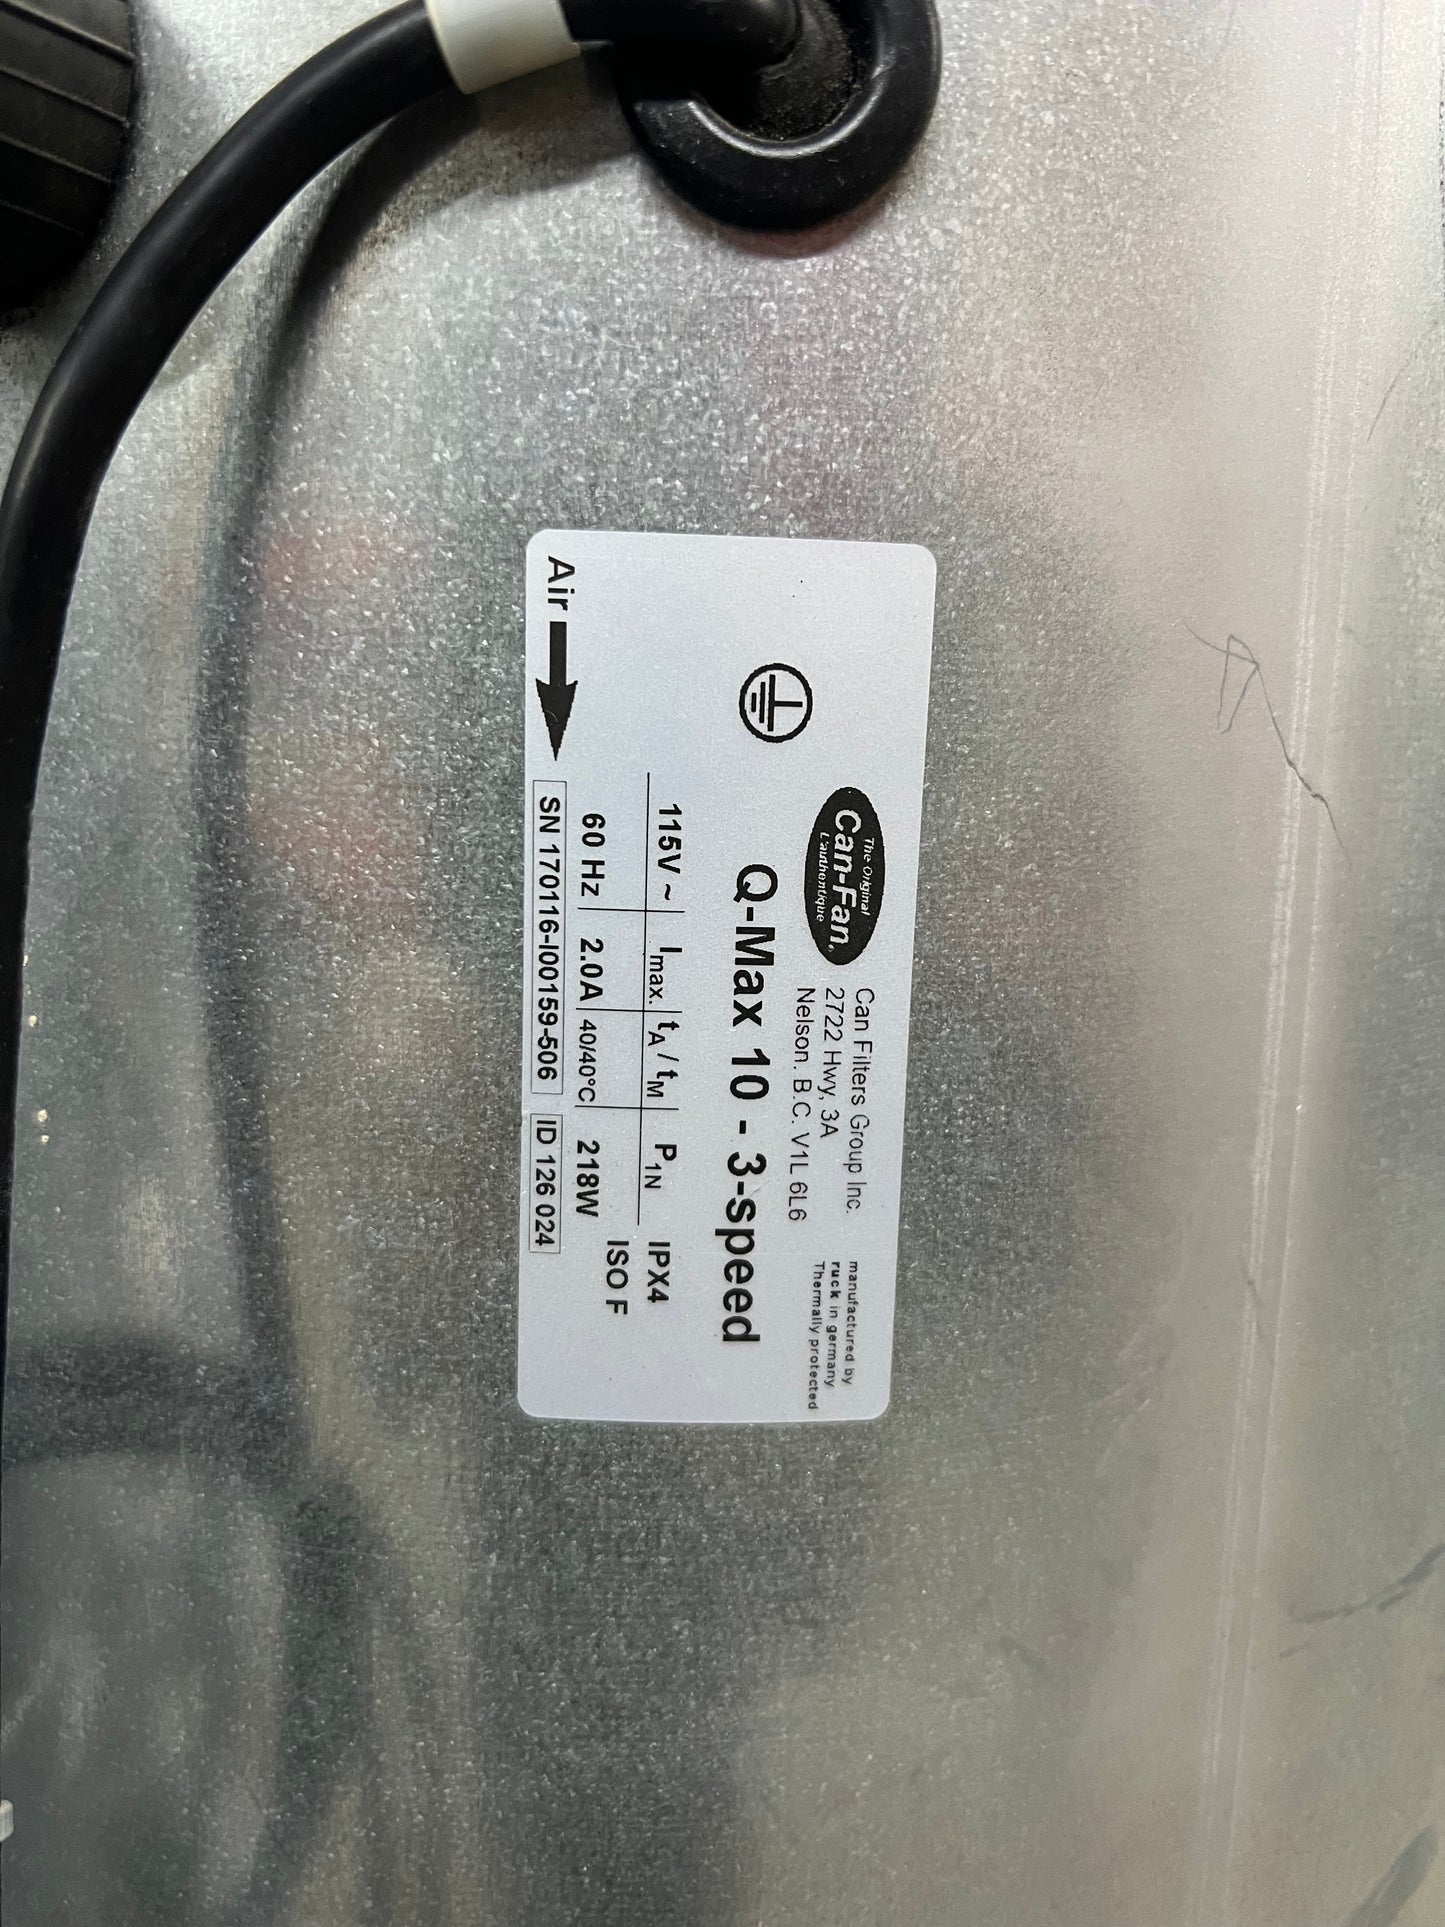 The Original
Can-Fan®
L'authentique
Can Filters Group Inc.
2722 Hwy, 3A
Nelson. B.C. V1L 6L6
manufactured by
ruck in germany
Thermally protected
Q-Max 10 - 3-speed
115V ~ Imax. tA / tM P1N IPX4
60 Hz 2.0A 40/40°C 218W ISO F
Air SN 170116-I00159-506 ID 126 024